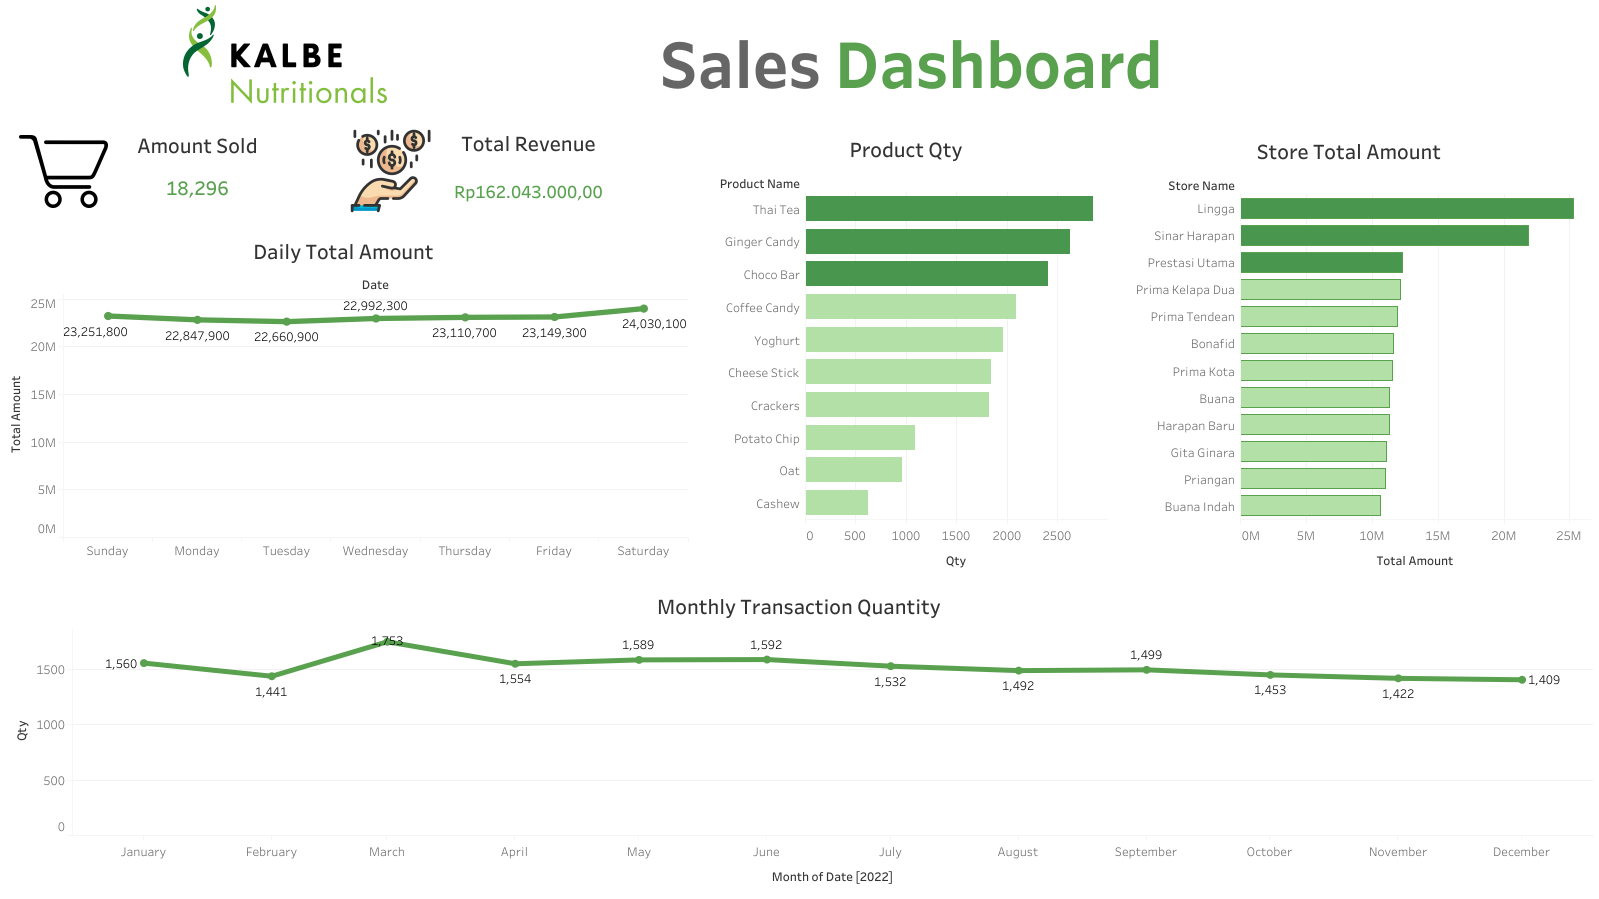 KALBE
Nutritionals
Sales Dashboard
Amount Sold
18,296
Total Revenue
Rp162.043.000,00
Daily Total Amount
Date
Total Amount
25M
20M
15M
10M
5M
0M
23,251,800
22,847,900
22,660,900
22,992,300
23,110,700
23,149,300
24,030,100
Sunday
Monday
Tuesday
Wednesday
Thursday
Friday
Saturday
Product Qty
Product Name
Thai Tea
Ginger Candy
Choco Bar
Coffee Candy
Yoghurt
Cheese Stick
Crackers
Potato Chip
Oat
Cashew
0
500
1000
1500
2000
2500
Qty
Store Total Amount
Store Name
Lingga
Sinar Harapan
Prestasi Utama
Prima Kelapa Dua
Prima Tendean
Bonafid
Prima Kota
Buana
Harapan Baru
Gita Ginara
Priangan
Buana Indah
0M
5M
10M
15M
20M
25M
Total Amount
Monthly Transaction Quantity
Qty
1500
1000
500
0
1,560
1,441
1,753
1,554
1,589
1,592
1,532
1,492
1,499
1,453
1,422
1,409
January
February
March
April
May
June
July
August
September
October
November
December
Month of Date [2022]